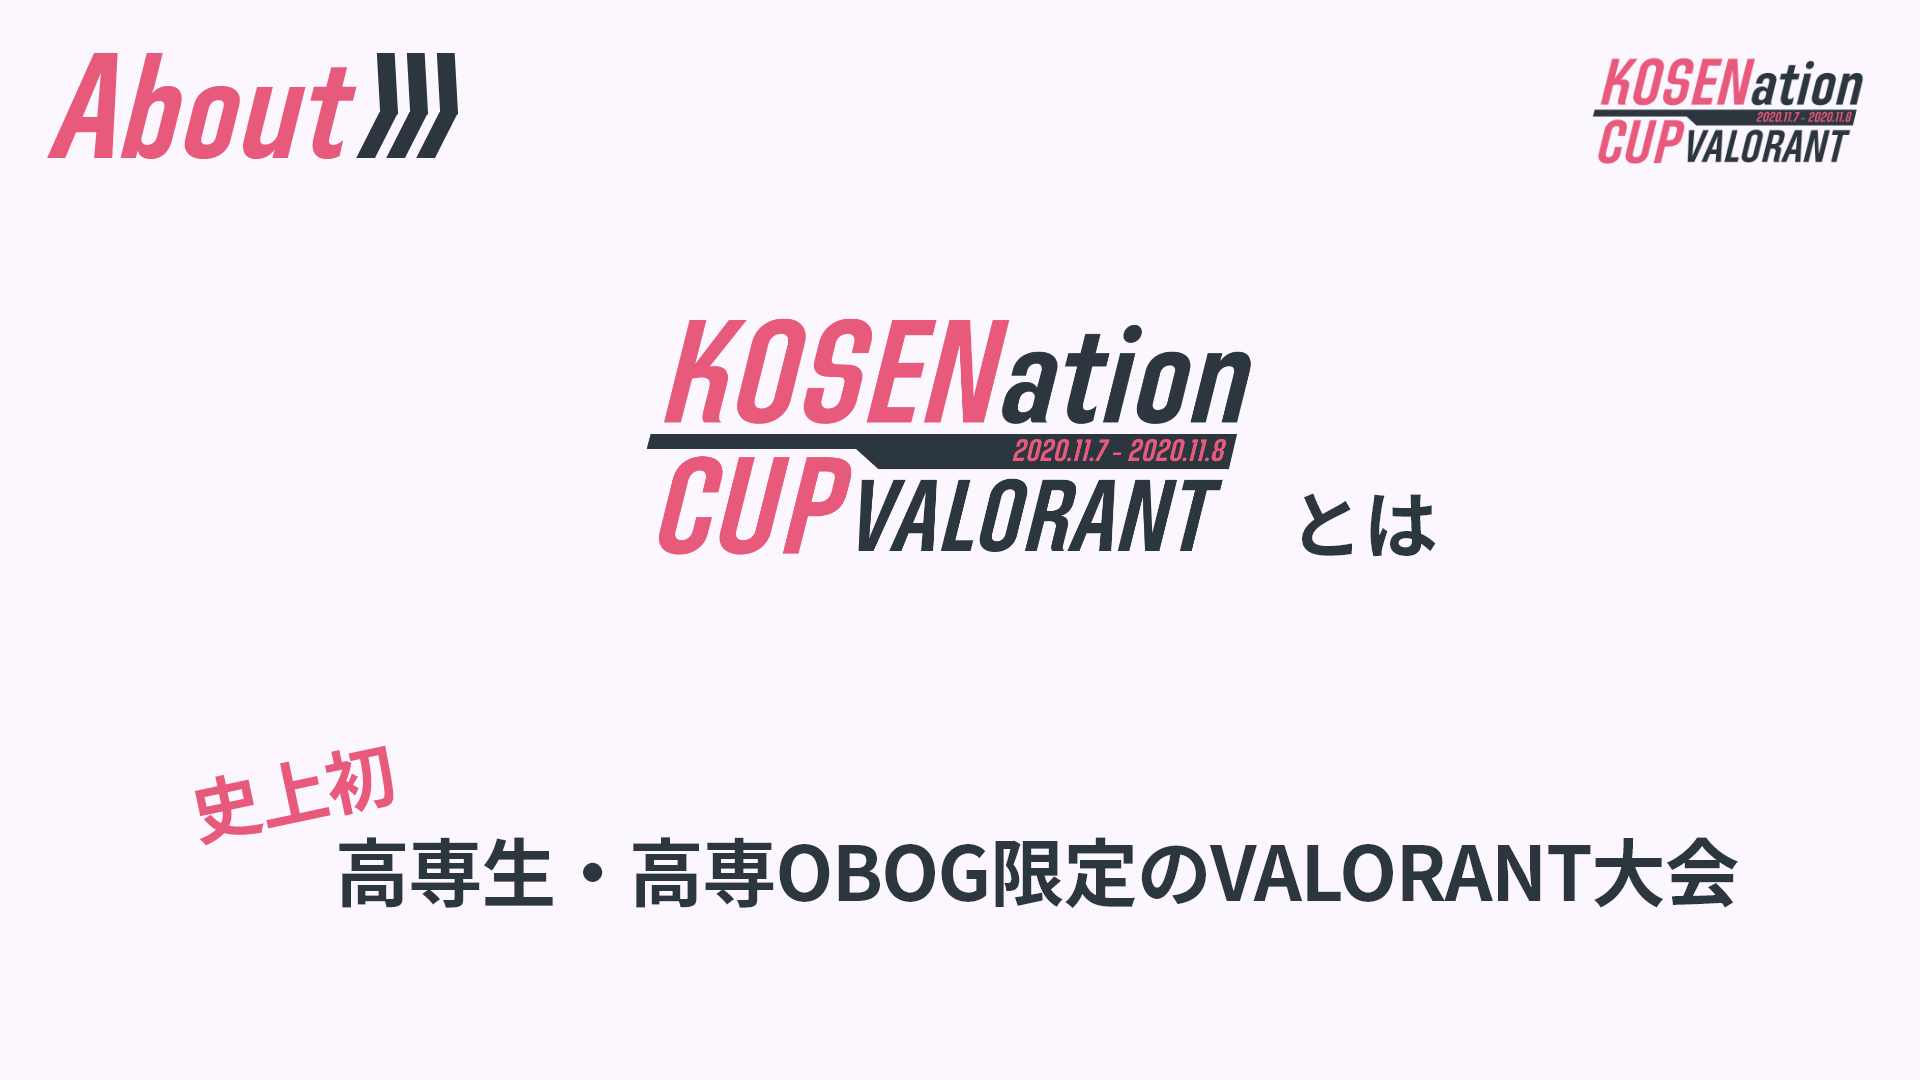 About
KOSENation
2020.11.7 - 2020.11.8
CUP VALORANT
KOSENation
2020.11.7 - 2020.11.8
CUP VALORANT とは
史上初
高専生・高専OBOG限定のVALORANT大会